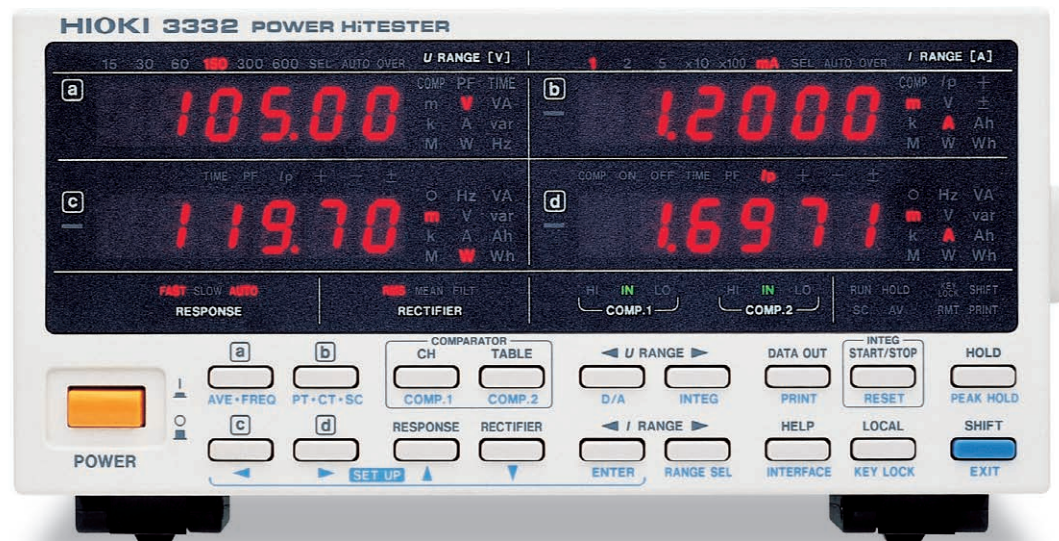 HIOKI 3332 POWER HiTESTER
15 30 60 150 300 600 SEL AUTO OVER U RANGE [V]
1 2 5 x10 x100 mA SEL AUTO OVER I RANGE [A]
a 105.00 COMP PF TIME
m V VA
k A var
M W Hz
b 1.2000 COMP Ip +
m V ±
k A Ah
M W Wh
TIME PF Ip + - ±
c 119.70 Hz VA
m V var
k A Ah
M W Wh
COMP ON OFF TIME PF Ip + - ±
d 1.6971 Hz VA
m V var
k A Ah
M W Wh
FAST SLOW AUTO
RESPONSE
RMS MEAN FILT
RECTIFIER
HI IN LO
COMP.1
HI IN LO
COMP.2
RUN HOLD KEY LOCK SHIFT
SC. AV. RMT PRINT
COMPARATOR
INTEG
a b CH TABLE ◄ U RANGE ► DATA OUT START/STOP HOLD
AVE•FREQ PT•CT•SC COMP.1 COMP.2 D/A INTEG PRINT RESET PEAK HOLD
c d RESPONSE RECTIFIER ◄ I RANGE ► HELP LOCAL SHIFT
POWER
◄ ► SET UP ▲ ▼ ENTER RANGE SEL INTERFACE KEY LOCK EXIT